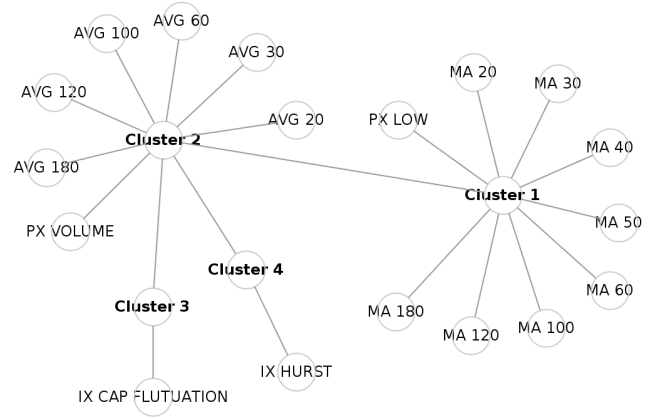 AVG 60
AVG 100
AVG 30
MA 20
MA 30
AVG 120
AVG 20
PX LOW
Cluster 2
MA 40
AVG 180
Cluster 1
MA 50
PX VOLUME
Cluster 4
MA 60
Cluster 3
MA 180
MA 100
MA 120
IX HURST
IX CAP FLUTUATION